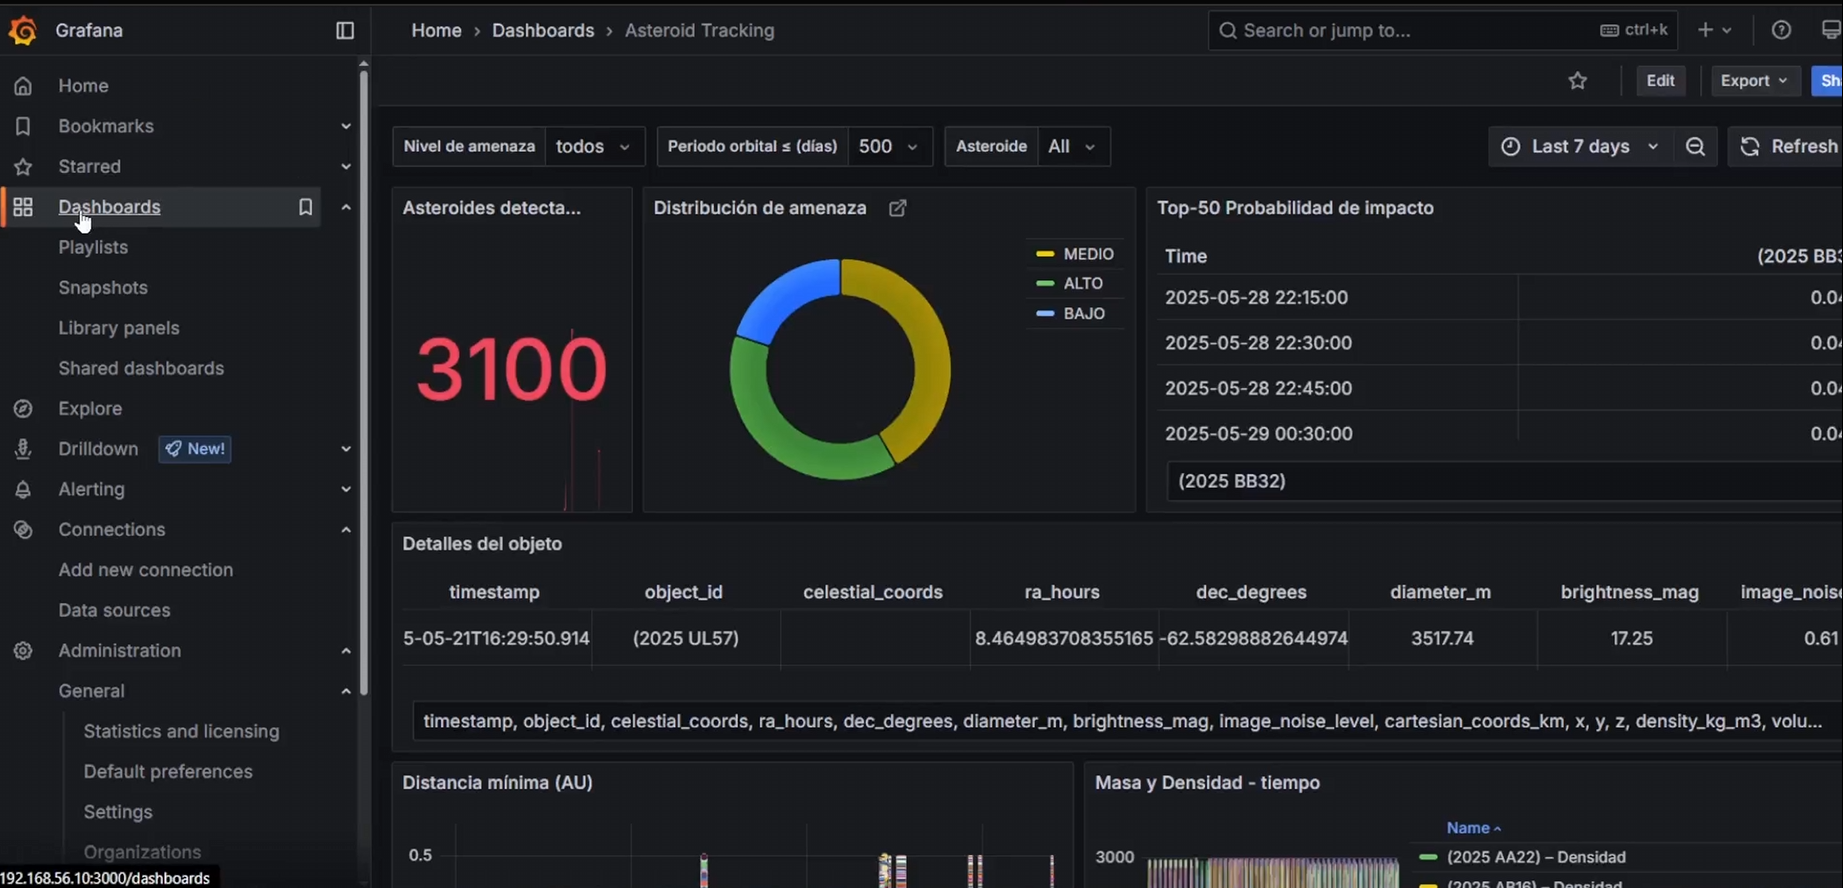 Grafana
Home
Bookmarks
Starred
Dashboards
Playlists
Snapshots
Library panels
Shared dashboards
Explore
Drilldown New!
Alerting
Connections
Add new connection
Data sources
Administration
General
Statistics and licensing
Default preferences
Settings
Organizations
192.168.56.10:3000/dashboards
Home › Dashboards › Asteroid Tracking
Search or jump to... ctrl+k
Edit Export
Nivel de amenaza todos Periodo orbital ≤ (días) 500 Asteroide All
Last 7 days Refresh
Asteroides detecta...
3100
Distribución de amenaza
MEDIO
ALTO
BAJO
Top-50 Probabilidad de impacto
Time (2025 BB3
2025-05-28 22:15:00 0.04
2025-05-28 22:30:00 0.04
2025-05-28 22:45:00 0.04
2025-05-29 00:30:00 0.04
(2025 BB32)
Detalles del objeto
timestamp object_id celestial_coords ra_hours dec_degrees diameter_m brightness_mag image_noise
5-05-21T16:29:50.914 (2025 UL57) 8.464983708355165 -62.58298882644974 3517.74 17.25 0.61
timestamp, object_id, celestial_coords, ra_hours, dec_degrees, diameter_m, brightness_mag, image_noise_level, cartesian_coords_km, x, y, z, density_kg_m3, volu...
Distancia mínima (AU)
0.5
Masa y Densidad - tiempo
3000
Name
(2025 AA22) – Densidad
(2025 AB16) – Densidad